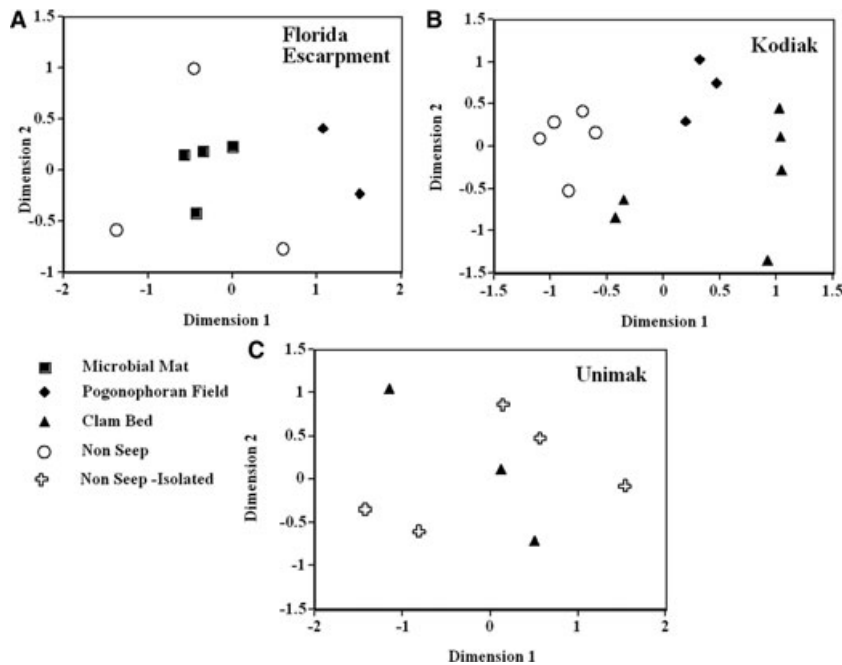 A
Florida
Escarpment
1.5
1
0.5
0
-0.5
-1
-2 -1 0 1 2
Dimension 2
Dimension 1
B
Kodiak
1.5
1
0.5
0
-0.5
-1
-1.5
-1.5 -1 -0.5 0 0.5 1 1.5
Dimension 2
Dimension 1
Microbial Mat
Pogonophoran Field
Clam Bed
Non Seep
Non Seep -Isolated
C
Unimak
1.5
1
0.5
0
-0.5
-1
-1.5
-2 -1 0 1 2
Dimension 2
Dimension 1